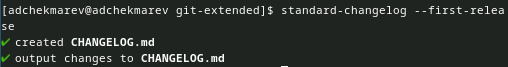 [adchekmarev@adchekmarev git-extended]$ standard-changelog --first-relea
se
✔ created CHANGELOG.md
✔ output changes to CHANGELOG.md